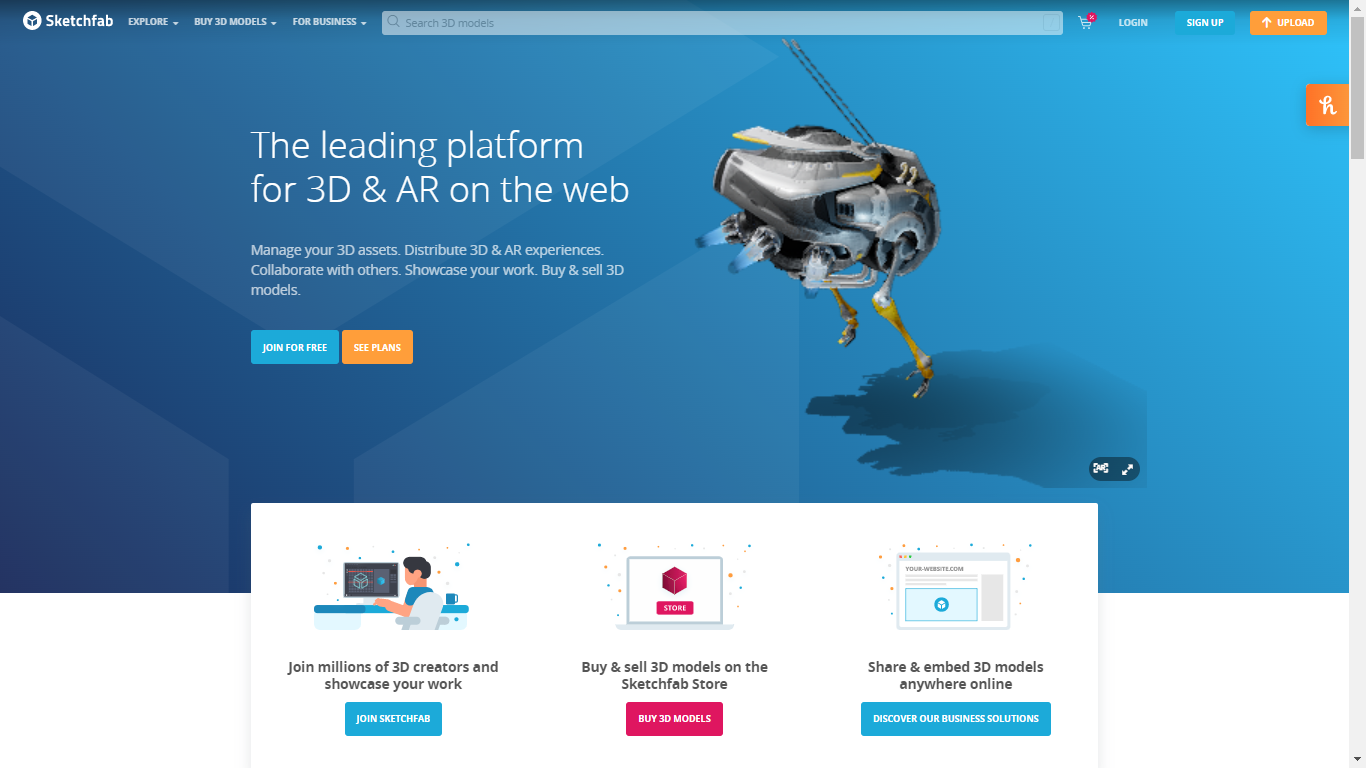 Sketchfab
EXPLORE
BUY 3D MODELS
FOR BUSINESS
Search 3D models
LOGIN
SIGN UP
UPLOAD
The leading platform
for 3D & AR on the web
Manage your 3D assets. Distribute 3D & AR experiences.
Collaborate with others. Showcase your work. Buy & sell 3D
models.
JOIN FOR FREE
SEE PLANS
AR
STORE
YOUR-WEBSITE.COM
Join millions of 3D creators and
showcase your work
Buy & sell 3D models on the
Sketchfab Store
Share & embed 3D models
anywhere online
JOIN SKETCHFAB
BUY 3D MODELS
DISCOVER OUR BUSINESS SOLUTIONS